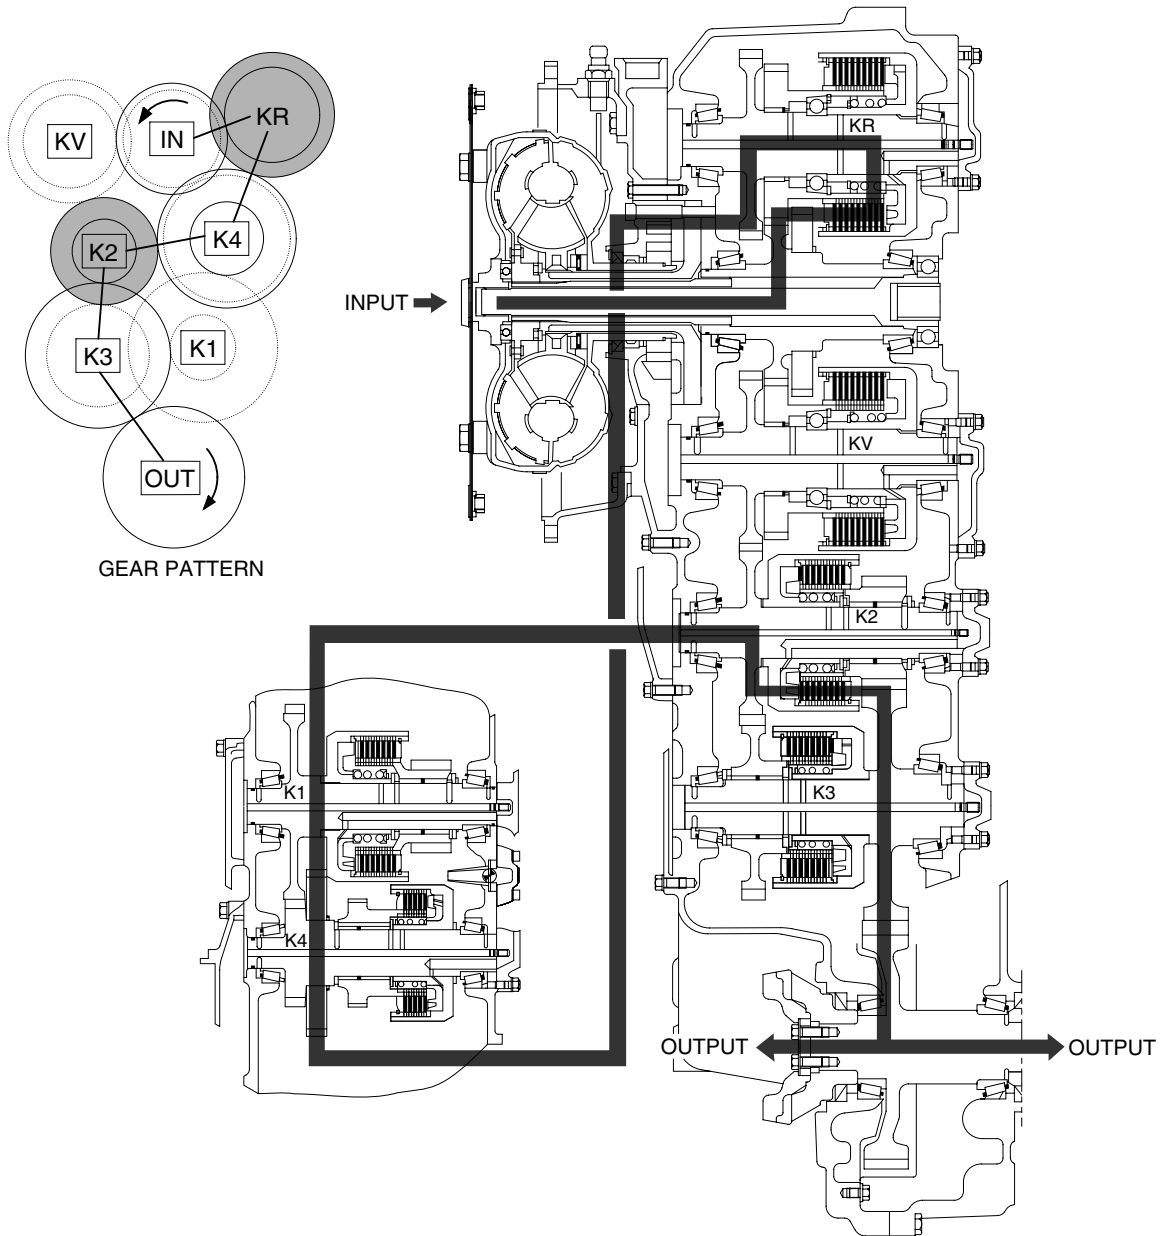 KV
IN
KR
K2
K4
K3
K1
OUT
GEAR PATTERN
INPUT
KR
KV
K2
K3
K1
K4
OUTPUT
OUTPUT